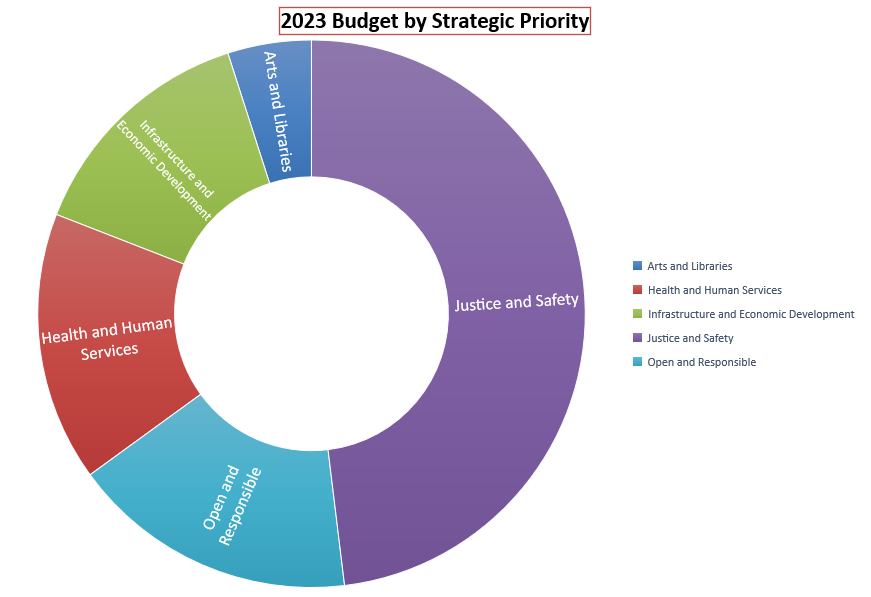 2023 Budget by Strategic Priority
Arts and Libraries
Infrastructure and
Economic Development
Justice and Safety
Health and Human
Services
Open and
Responsible
Arts and Libraries
Health and Human Services
Infrastructure and Economic Development
Justice and Safety
Open and Responsible